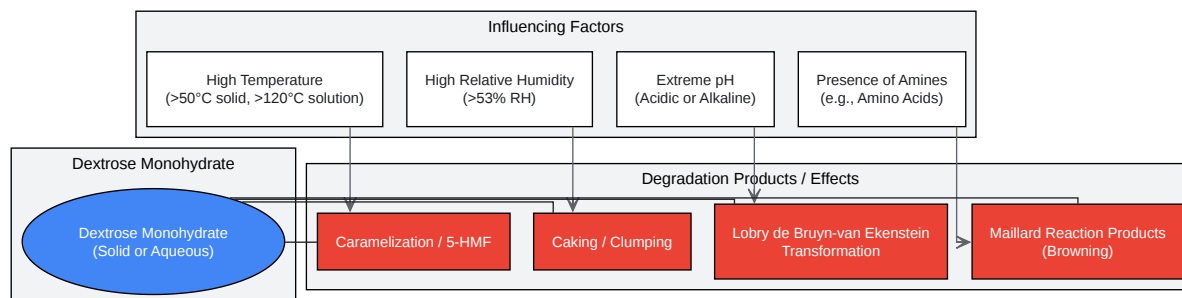 Influencing Factors
High Temperature
(>50°C solid, >120°C solution)
High Relative Humidity
(>53% RH)
Extreme pH
(Acidic or Alkaline)
Presence of Amines
(e.g., Amino Acids)
Dextrose Monohydrate
Dextrose Monohydrate
(Solid or Aqueous)
Degradation Products / Effects
Caramelization / 5-HMF
Caking / Clumping
Lobry de Bruyn-van Ekenstein
Transformation
Maillard Reaction Products
(Browning)